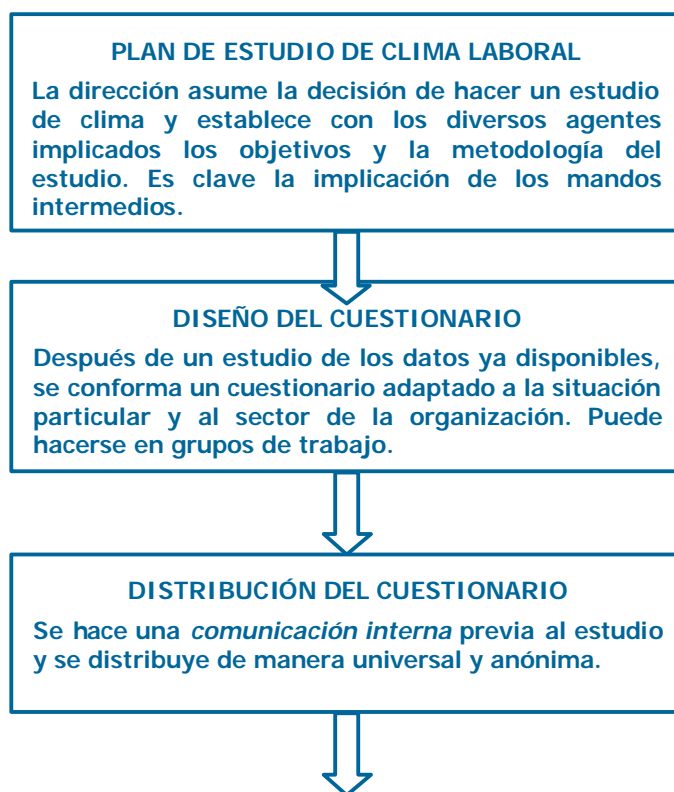 PLAN DE ESTUDIO DE CLIMA LABORAL
La dirección asume la decisión de hacer un estudio
de clima y establece con los diversos agentes
implicados los objetivos y la metodología del
estudio. Es clave la implicación de los mandos
intermedios.
DISEÑO DEL CUESTIONARIO
Después de un estudio de los datos ya disponibles,
se conforma un cuestionario adaptado a la situación
particular y al sector de la organización. Puede
hacerse en grupos de trabajo.
DISTRIBUCIÓN DEL CUESTIONARIO
Se hace una comunicación interna previa al estudio
y se distribuye de manera universal y anónima.